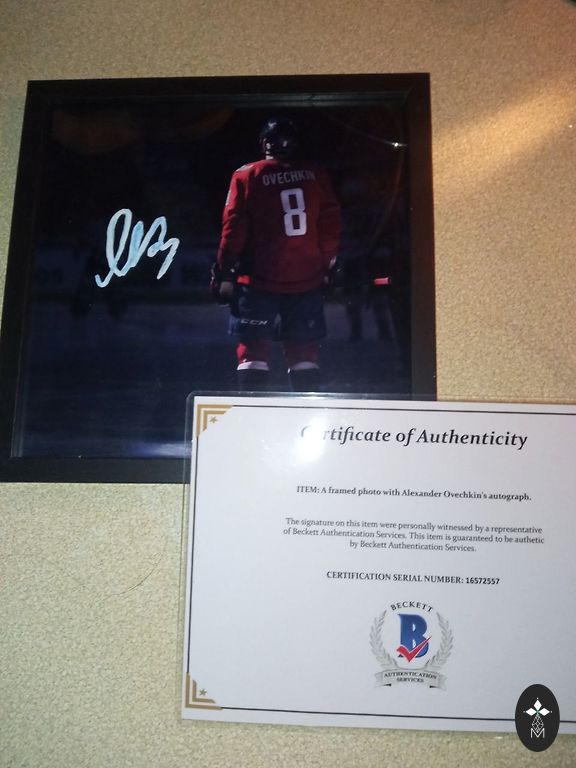 OVECHKIN
8
CCM
Certificate of Authenticity
ITEM: A framed photo with Alexander Ovechkin's autograph.
The signature on this item were personally witnessed by a representative
of Beckett Authentication Services. This item is guaranteed to be authetic
by Beckett Authentication Services.
CERTIFICATION SERIAL NUMBER: 16572557
BECKETT
B
AUTHENTICATION
SERVICES
M